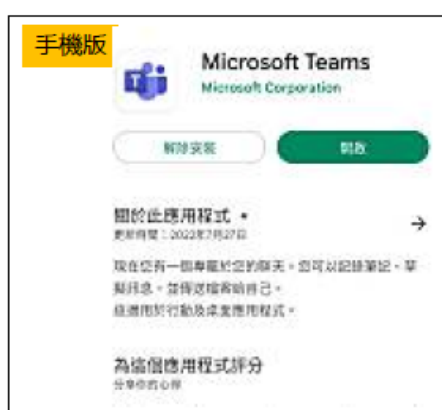 手機版
Microsoft Teams
Microsoft Corporation
解除安裝
開啟
關於此應用程式 •
更新時間：2022年7月27日
現在您有一個專屬於您的聊天。您可以記錄筆記、草
擬訊息，並傳送檔案給自己。
這適用於行動及桌面應用程式。
為這個應用程式評分
分享你的心得